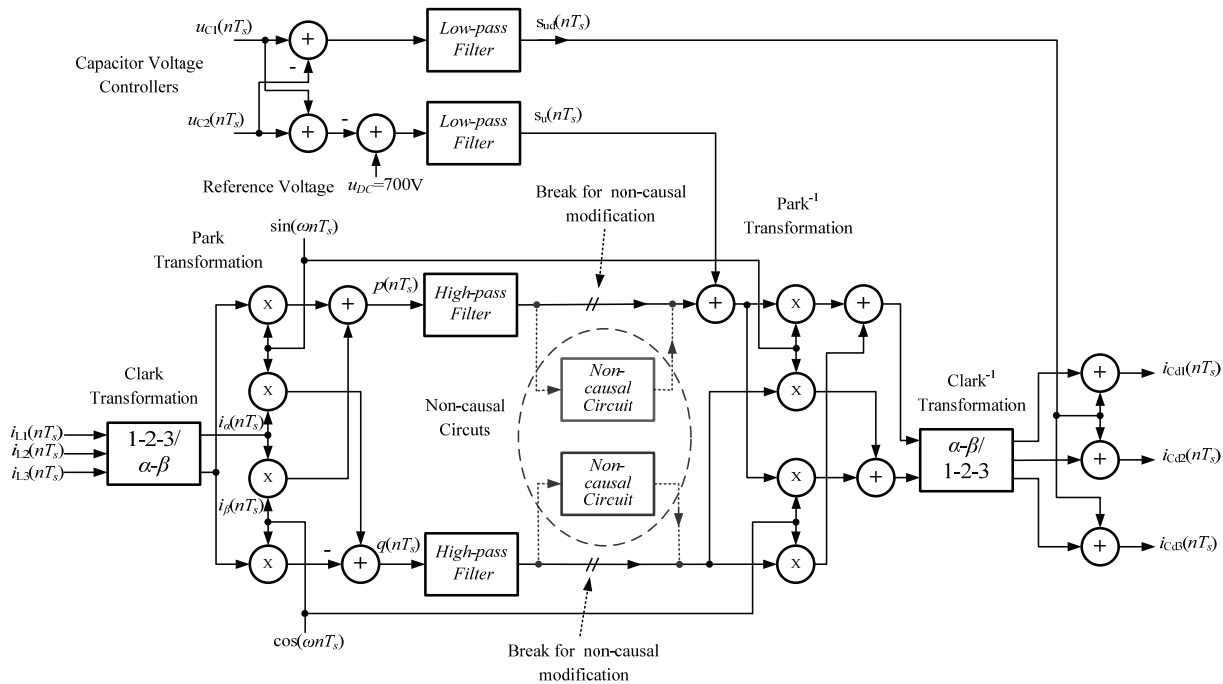 u_C1(nT_s)
Capacitor Voltage
Controllers
u_C2(nT_s)
-
+
+
-
+
Low-pass
Filter
s_ud(nT_s)
Low-pass
Filter
s_u(nT_s)
Reference Voltage
u_DC=700V
Break for non-causal
modification
Park⁻¹
Transformation
sin(ωnT_s)
Park
Transformation
x
+
p(nT_s)
High-pass
Filter
//
+
x
+
Non-
causal
Circuit
Non-causal
Circuts
x
x
Clark
Transformation
i_L1(nT_s)
i_L2(nT_s)
i_L3(nT_s)
1-2-3/
α-β
i_α(nT_s)
x
i_β(nT_s)
Non-
causal
Circuit
x
+
Clark⁻¹
Transformation
α-β/
1-2-3
+
i_Cd1(nT_s)
+
i_Cd2(nT_s)
+
i_Cd3(nT_s)
x
-
+
q(nT_s)
High-pass
Filter
//
x
cos(ωnT_s)
Break for non-causal
modification